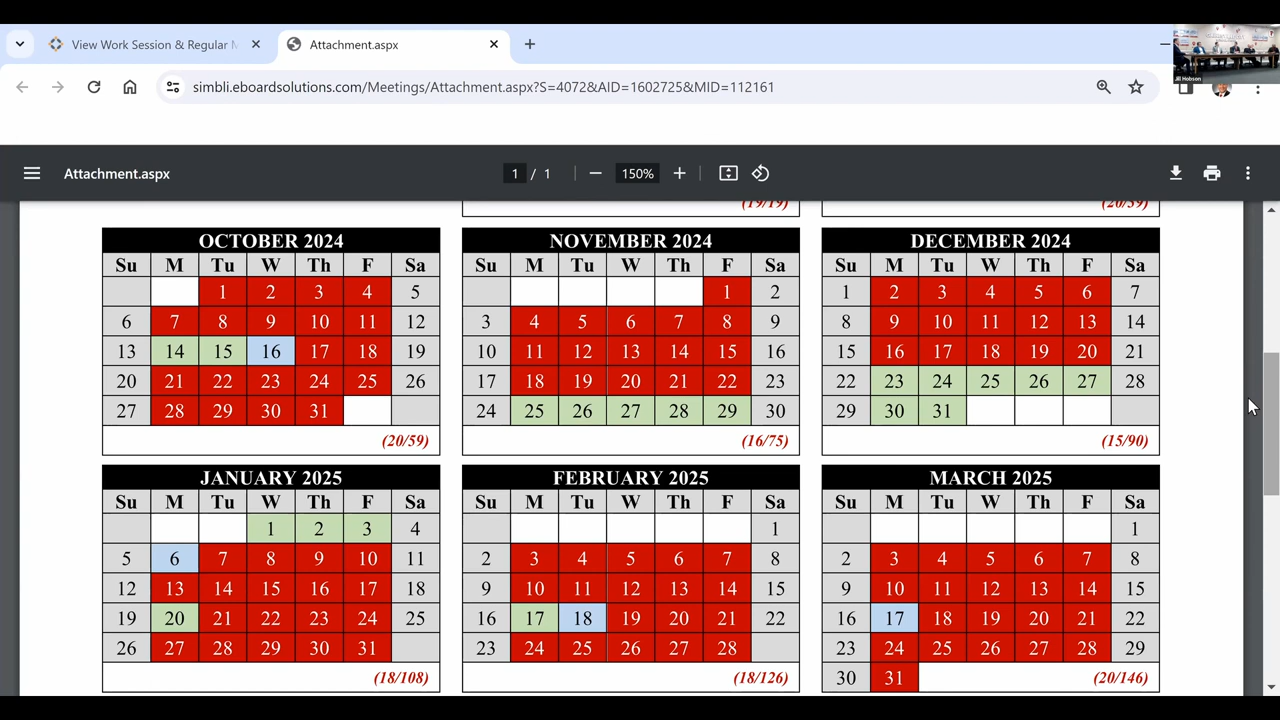 View Work Session & Regular M
Attachment.aspx
simbli.eboardsolutions.com/Meetings/Attachment.aspx?S=4072&AID=1602725&MID=112161
Jill Hobson
Attachment.aspx
1 / 1
150%
(19/19) (20/39)
OCTOBER 2024 NOVEMBER 2024 DECEMBER 2024
Su M Tu W Th F Sa Su M Tu W Th F Sa Su M Tu W Th F Sa
1 2 3 4 5 1 2 1 2 3 4 5 6 7
6 7 8 9 10 11 12 3 4 5 6 7 8 9 8 9 10 11 12 13 14
13 14 15 16 17 18 19 10 11 12 13 14 15 16 15 16 17 18 19 20 21
20 21 22 23 24 25 26 17 18 19 20 21 22 23 22 23 24 25 26 27 28
27 28 29 30 31 24 25 26 27 28 29 30 29 30 31
(20/59) (16/75) (15/90)
JANUARY 2025 FEBRUARY 2025 MARCH 2025
Su M Tu W Th F Sa Su M Tu W Th F Sa Su M Tu W Th F Sa
1 2 3 4 1 1
5 6 7 8 9 10 11 2 3 4 5 6 7 8 2 3 4 5 6 7 8
12 13 14 15 16 17 18 9 10 11 12 13 14 15 9 10 11 12 13 14 15
19 20 21 22 23 24 25 16 17 18 19 20 21 22 16 17 18 19 20 21 22
26 27 28 29 30 31 23 24 25 26 27 28 23 24 25 26 27 28 29
(18/108) (18/126) 30 31
(20/146)